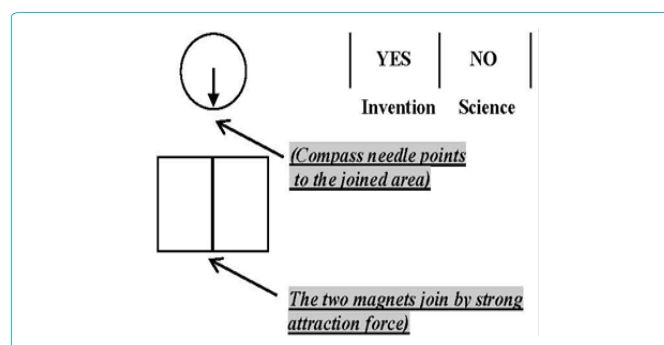 YES NO
Invention Science
(Compass needle points
to the joined area)
The two magnets join by strong
attraction force)